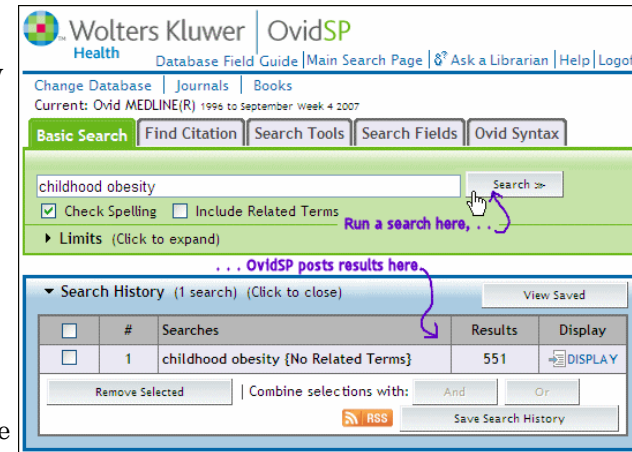 Wolters Kluwer | OvidSP
Health
Database Field Guide | Main Search Page | Ask a Librarian | Help | Logof
Change Database | Journals | Books
Current: Ovid MEDLINE(R) 1996 to September Week 4 2007
Basic Search Find Citation Search Tools Search Fields Ovid Syntax
childhood obesity Search >>
Check Spelling Include Related Terms
Run a search here, . .
Limits (Click to expand)
. . . OvidSP posts results here.
Search History (1 search) (Click to close) View Saved
# Searches Results Display
1 childhood obesity {No Related Terms} 551 DISPLAY
Remove Selected | Combine selections with: And Or
RSS Save Search History
e